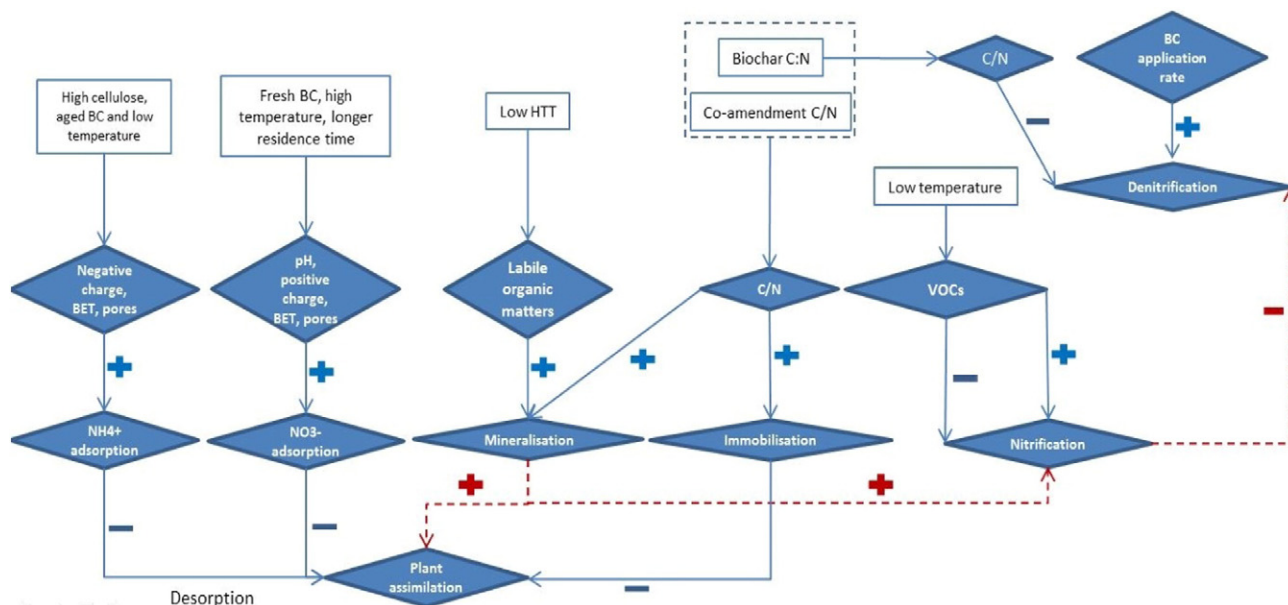 High cellulose,
aged BC and low
temperature
Fresh BC, high
temperature, longer
residence time
Low HTT
Biochar C:N
Co-amendment C/N
C/N
BC
application
rate
Low temperature
Denitrification
Negative
charge,
BET, pores
pH,
positive
charge,
BET, pores
Labile
organic
matters
C/N
VOCs
NH4+
adsorption
NO3-
adsorption
Mineralisation
Immobilisation
Nitrification
Plant
assimilation
Desorption